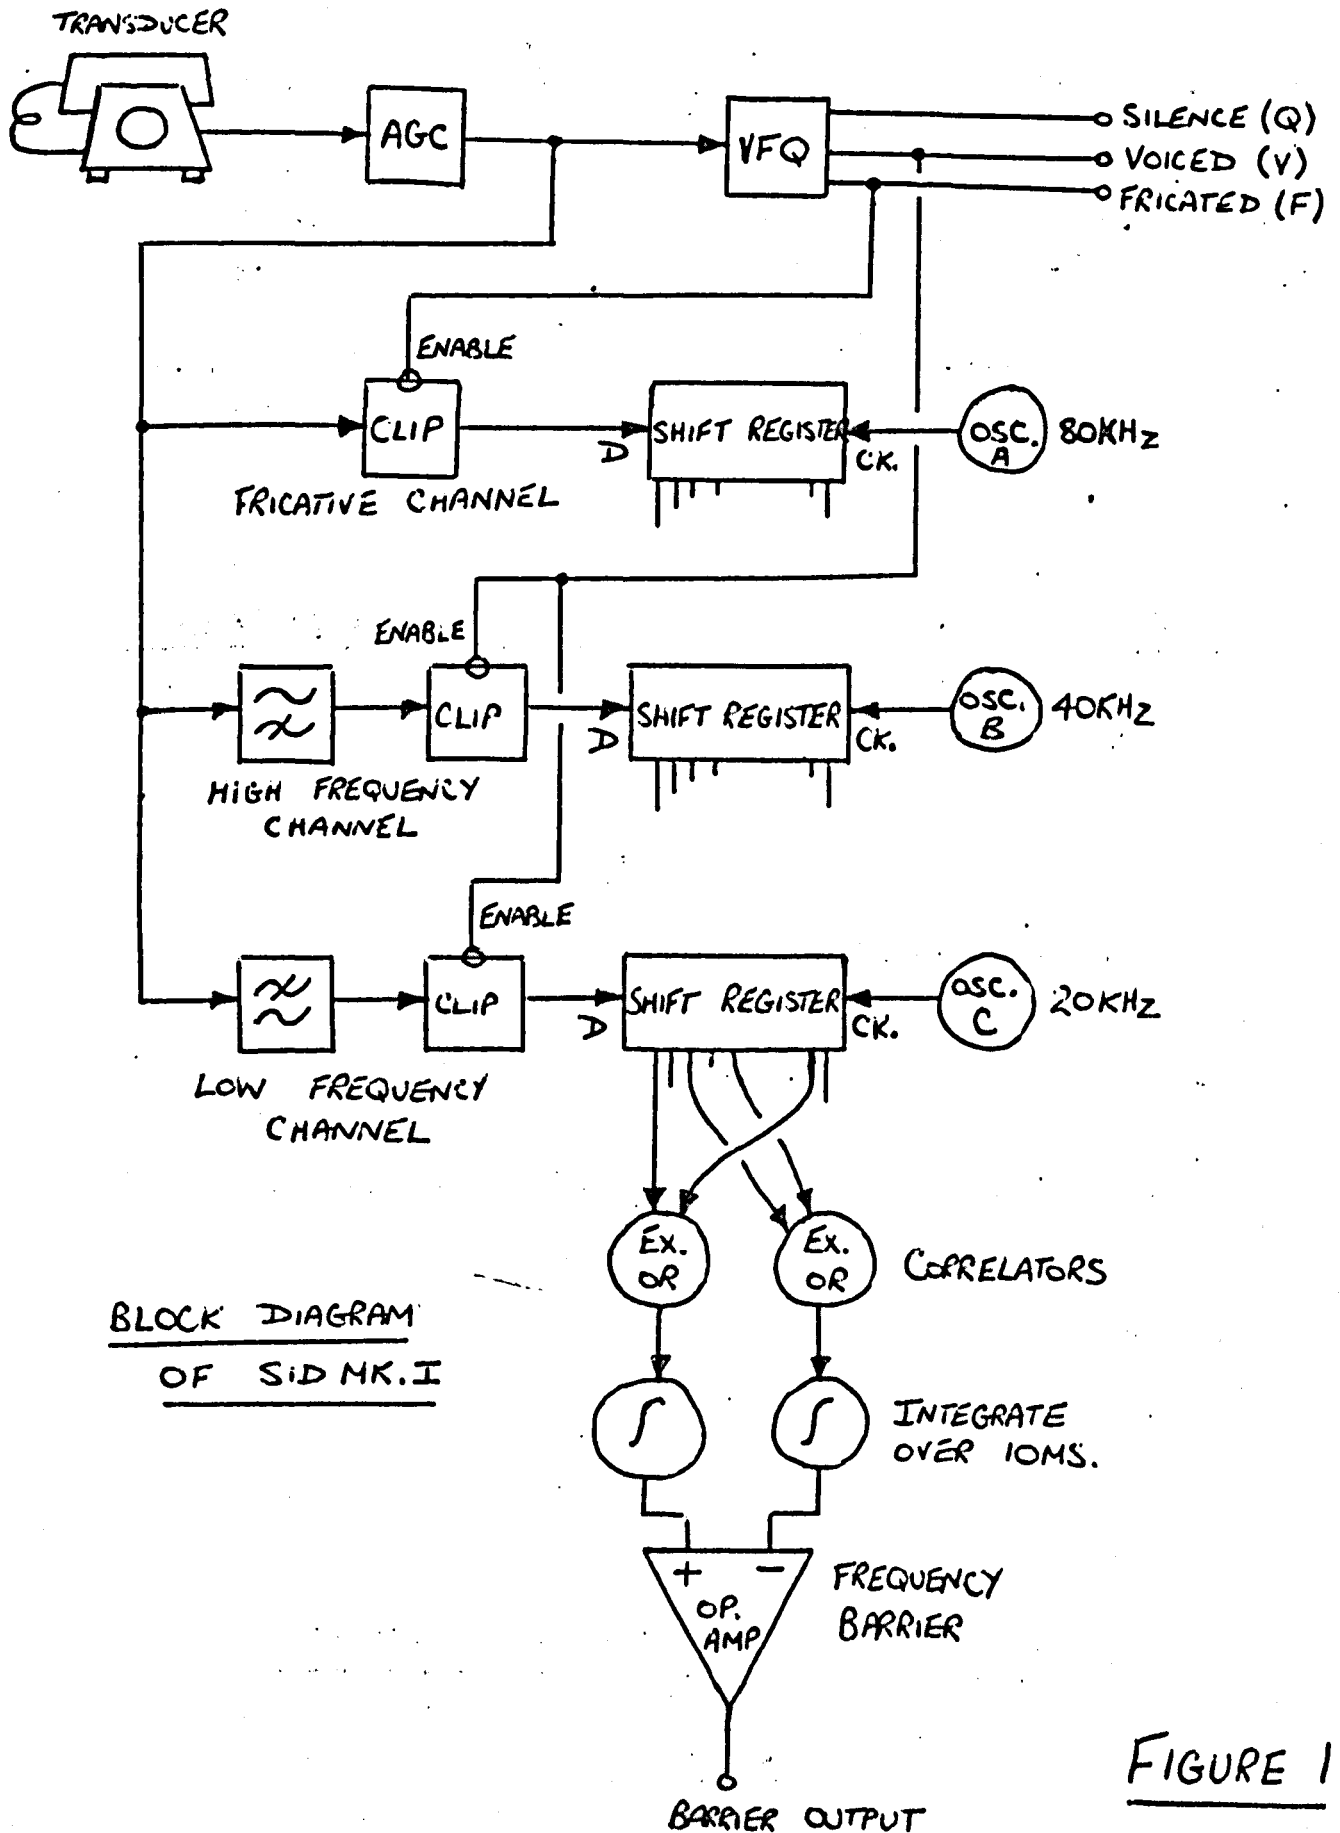 TRANSDUCER
AGC
VFQ
SILENCE (Q)
VOICED (V)
FRICATED (F)
ENABLE
CLIP
D
SHIFT REGISTER
CK.
OSC.
A
80KHz
FRICATIVE CHANNEL
ENABLE
CLIP
D
SHIFT REGISTER
CK.
OSC.
B
40KHz
HIGH FREQUENCY
CHANNEL
ENABLE
CLIP
D
SHIFT REGISTER
CK.
OSC.
C
20KHz
LOW FREQUENCY
CHANNEL
EX.
OR
EX.
OR
CORRELATORS
BLOCK DIAGRAM
OF SiD MK.I
∫
∫
INTEGRATE
OVER 10MS.
+ −
OP.
AMP
FREQUENCY
BARRIER
BARRIER OUTPUT
FIGURE 1